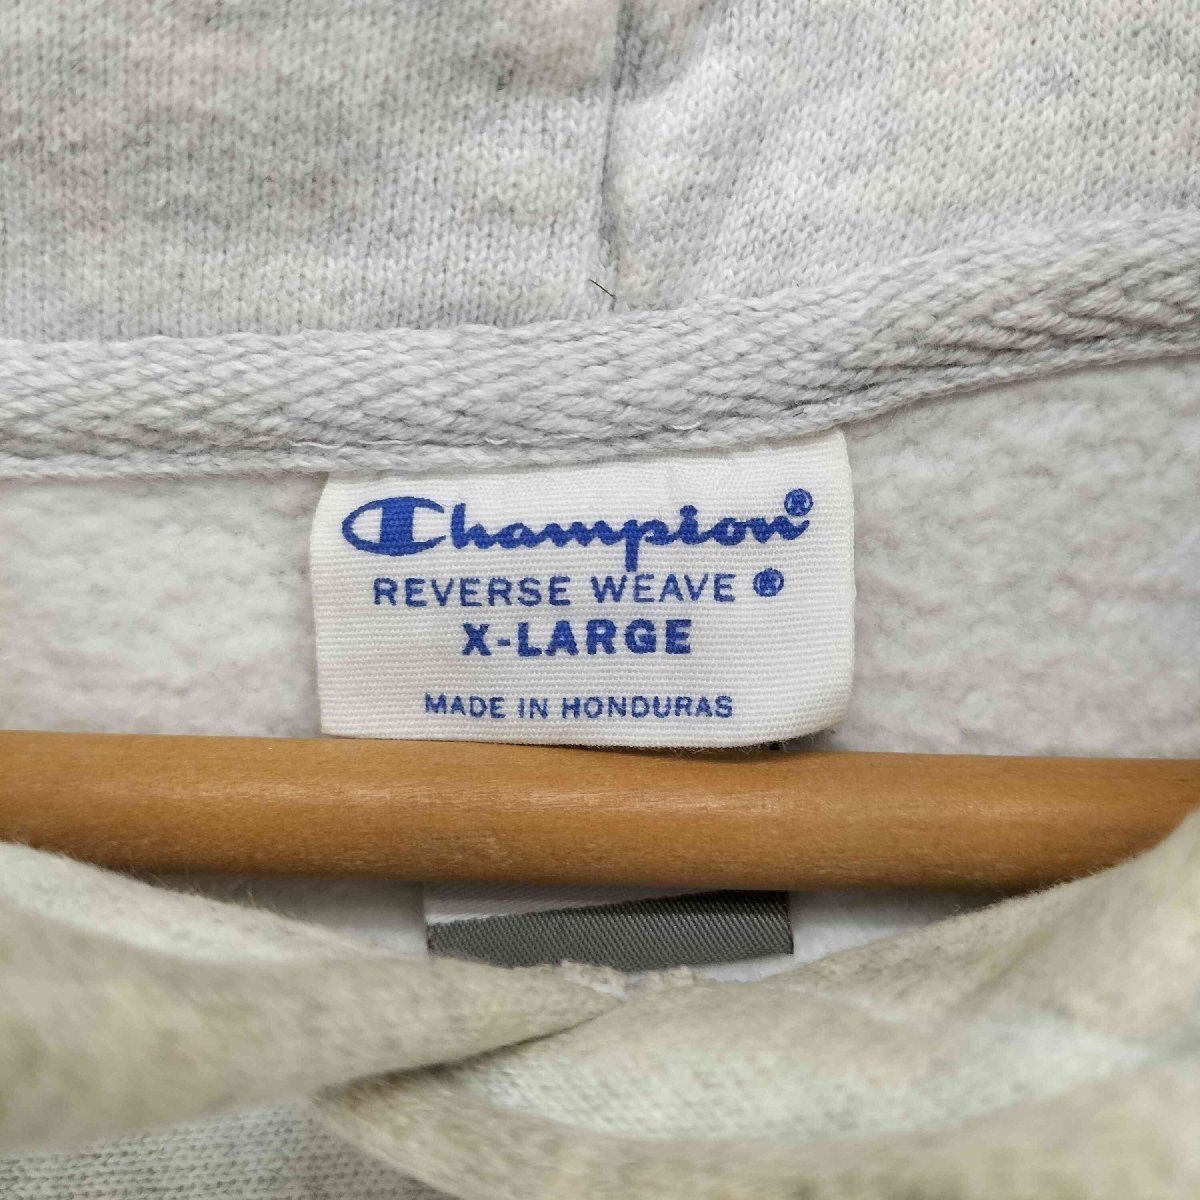 Champion®
REVERSE WEAVE ®
X-LARGE
MADE IN HONDURAS